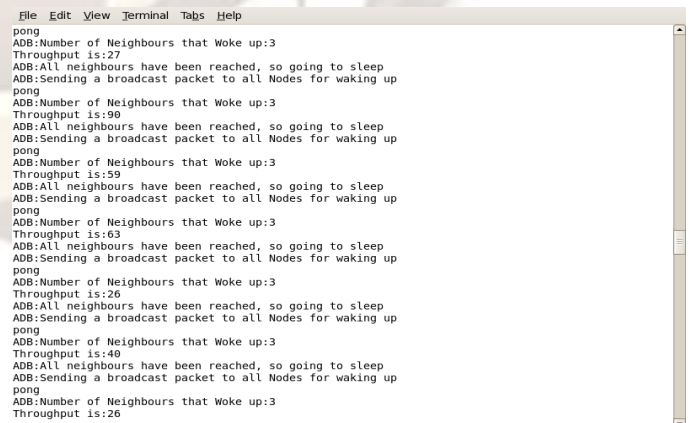 File Edit View Terminal Tabs Help
pong
ADB:Number of Neighbours that Woke up:3
Throughput is:27
ADB:All neighbours have been reached, so going to sleep
ADB:Sending a broadcast packet to all Nodes for waking up
pong
ADB:Number of Neighbours that Woke up:3
Throughput is:90
ADB:All neighbours have been reached, so going to sleep
ADB:Sending a broadcast packet to all Nodes for waking up
pong
ADB:Number of Neighbours that Woke up:3
Throughput is:59
ADB:All neighbours have been reached, so going to sleep
ADB:Sending a broadcast packet to all Nodes for waking up
pong
ADB:Number of Neighbours that Woke up:3
Throughput is:63
ADB:All neighbours have been reached, so going to sleep
ADB:Sending a broadcast packet to all Nodes for waking up
pong
ADB:Number of Neighbours that Woke up:3
Throughput is:26
ADB:All neighbours have been reached, so going to sleep
ADB:Sending a broadcast packet to all Nodes for waking up
pong
ADB:Number of Neighbours that Woke up:3
Throughput is:40
ADB:All neighbours have been reached, so going to sleep
ADB:Sending a broadcast packet to all Nodes for waking up
pong
ADB:Number of Neighbours that Woke up:3
Throughput is:26